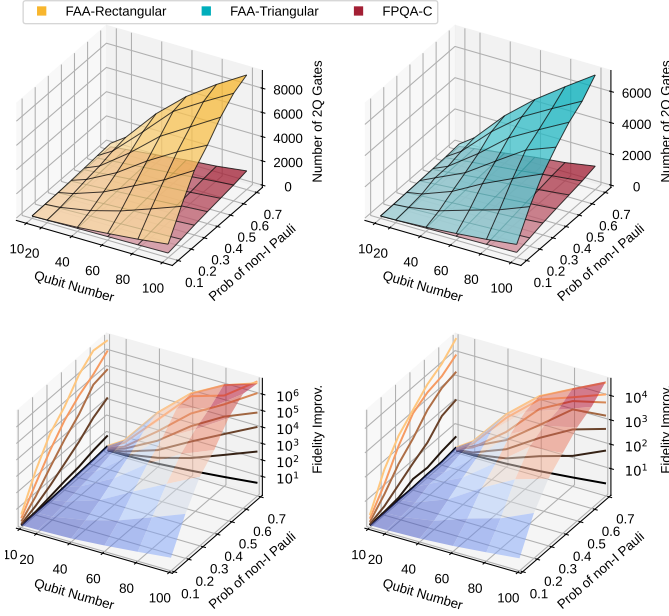 FAA-Rectangular FAA-Triangular FPQA-C
8000
6000
4000
2000
0
Number of 2Q Gates
10 20 40 60 80 100
Qubit Number
0.1 0.2 0.3 0.4 0.5 0.6 0.7
Prob of non-I Pauli
6000
4000
2000
0
Number of 2Q Gates
10 20 40 60 80 100
Qubit Number
0.1 0.2 0.3 0.4 0.5 0.6 0.7
Prob of non-I Pauli
10⁶
10⁵
10⁴
10³
10²
10¹
Fidelity Improv.
10 20 40 60 80 100
Qubit Number
0.1 0.2 0.3 0.4 0.5 0.6 0.7
Prob of non-I Pauli
10⁴
10³
10²
10¹
Fidelity Improv.
10 20 40 60 80 100
Qubit Number
0.1 0.2 0.3 0.4 0.5 0.6 0.7
Prob of non-I Pauli